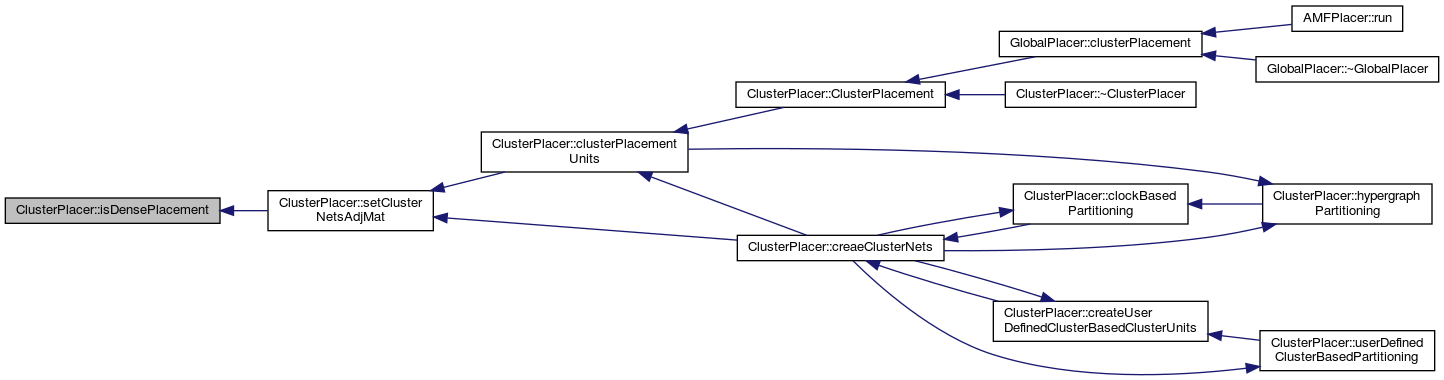 AMFPlacer::run
GlobalPlacer::clusterPlacement
GlobalPlacer::~GlobalPlacer
ClusterPlacer::ClusterPlacement
ClusterPlacer::~ClusterPlacer
ClusterPlacer::clusterPlacement
Units
ClusterPlacer::isDensePlacement
ClusterPlacer::setCluster
NetsAdjMat
ClusterPlacer::clockBased
Partitioning
ClusterPlacer::hypergraph
Partitioning
ClusterPlacer::creaeClusterNets
ClusterPlacer::createUser
DefinedClusterBasedClusterUnits
ClusterPlacer::userDefined
ClusterBasedPartitioning